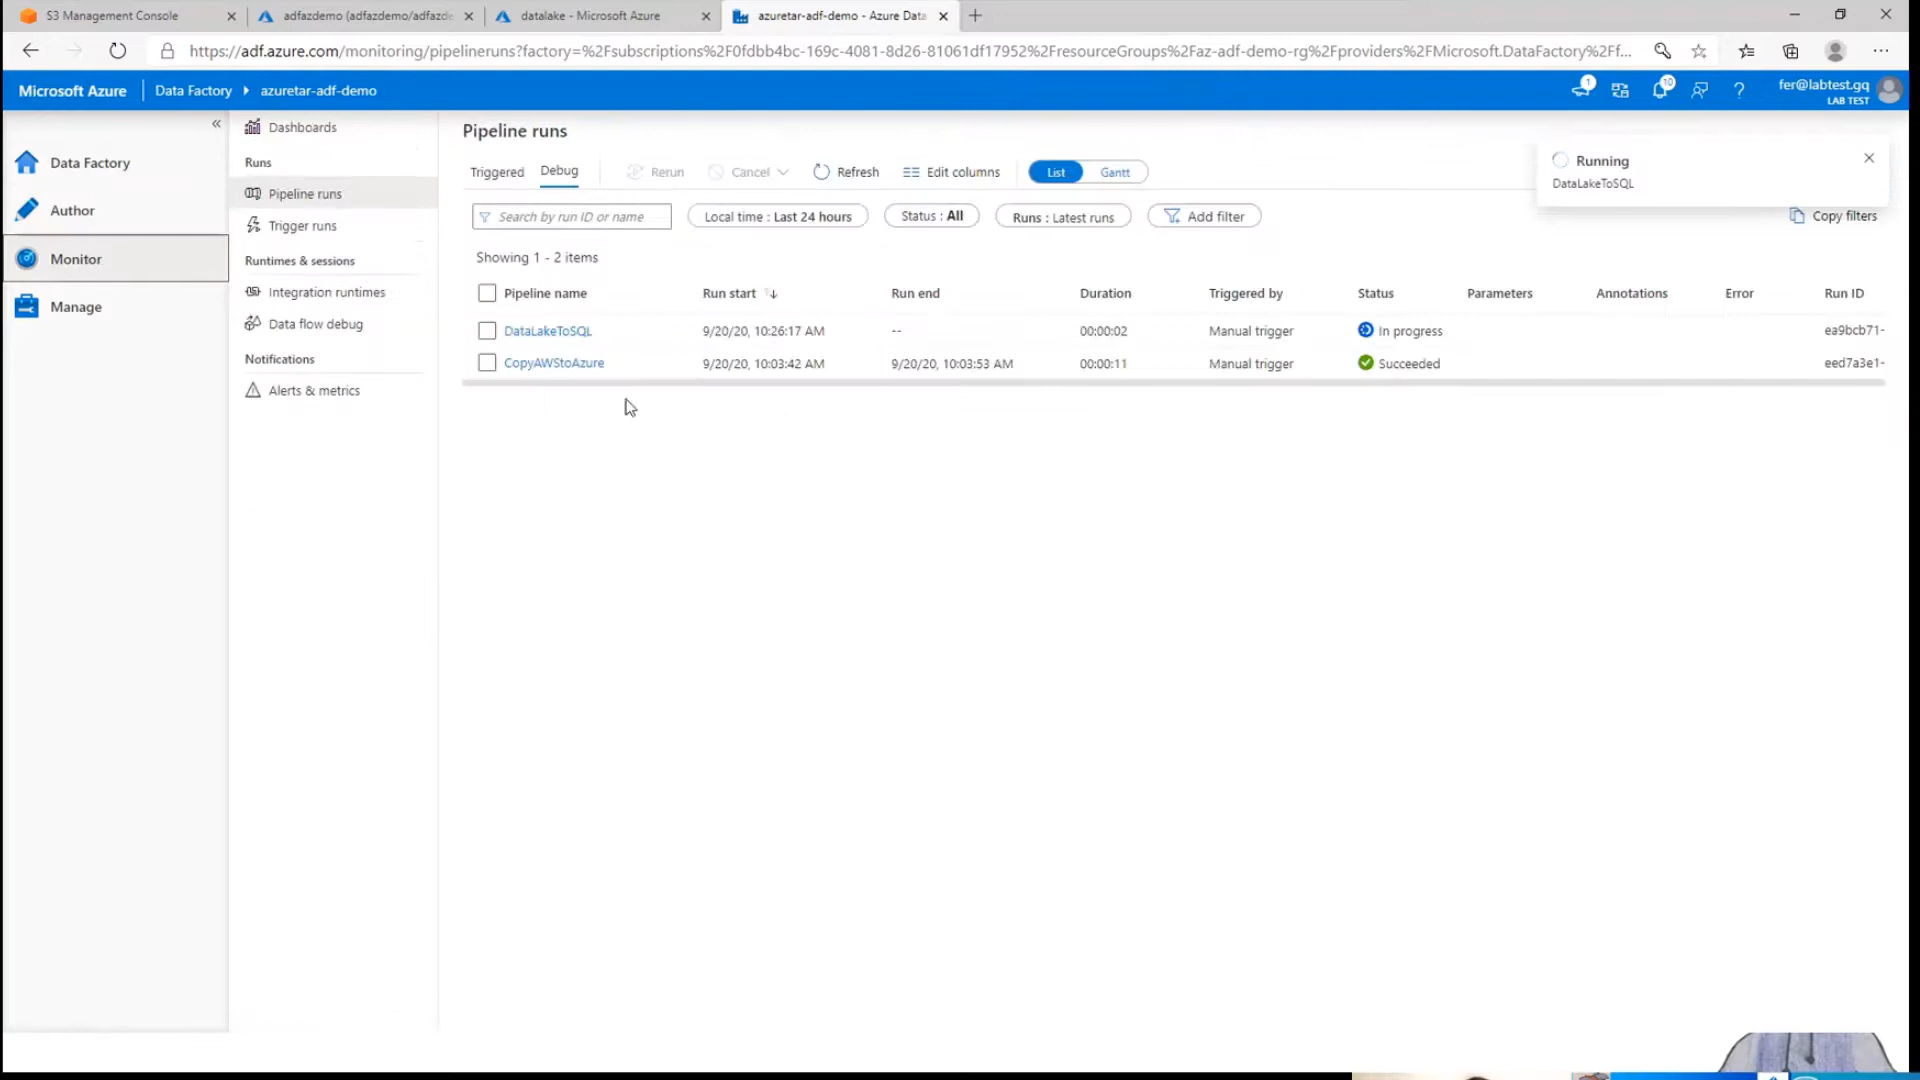 S3 Management Console
adfazdemo (adfazdemo/adfazde
datalake - Microsoft Azure
azuretar-adf-demo - Azure Data
https://adf.azure.com/monitoring/pipelineruns?factory=%2Fsubscriptions%2F0fdbb4bc-169c-4081-8d26-81061df17952%2FresourceGroups%2Faz-adf-demo-rg%2Fproviders%2FMicrosoft.DataFactory%2Ff...
Microsoft Azure
Data Factory
azuretar-adf-demo
1
10
?
fer@labtest.gq
LAB TEST
Data Factory
Author
Monitor
Manage
Dashboards
Runs
Pipeline runs
Trigger runs
Runtimes & sessions
Integration runtimes
Data flow debug
Notifications
Alerts & metrics
Pipeline runs
Triggered Debug Rerun Cancel Refresh Edit columns List Gantt
Running
DataLakeToSQL
Search by run ID or name
Local time : Last 24 hours
Status : All
Runs : Latest runs
Add filter
Copy filters
Showing 1 - 2 items
Pipeline name Run start Run end Duration Triggered by Status Parameters Annotations Error Run ID
DataLakeToSQL 9/20/20, 10:26:17 AM -- 00:00:02 Manual trigger In progress ea9bcb71-
CopyAWStoAzure 9/20/20, 10:03:42 AM 9/20/20, 10:03:53 AM 00:00:11 Manual trigger Succeeded eed7a3e1-